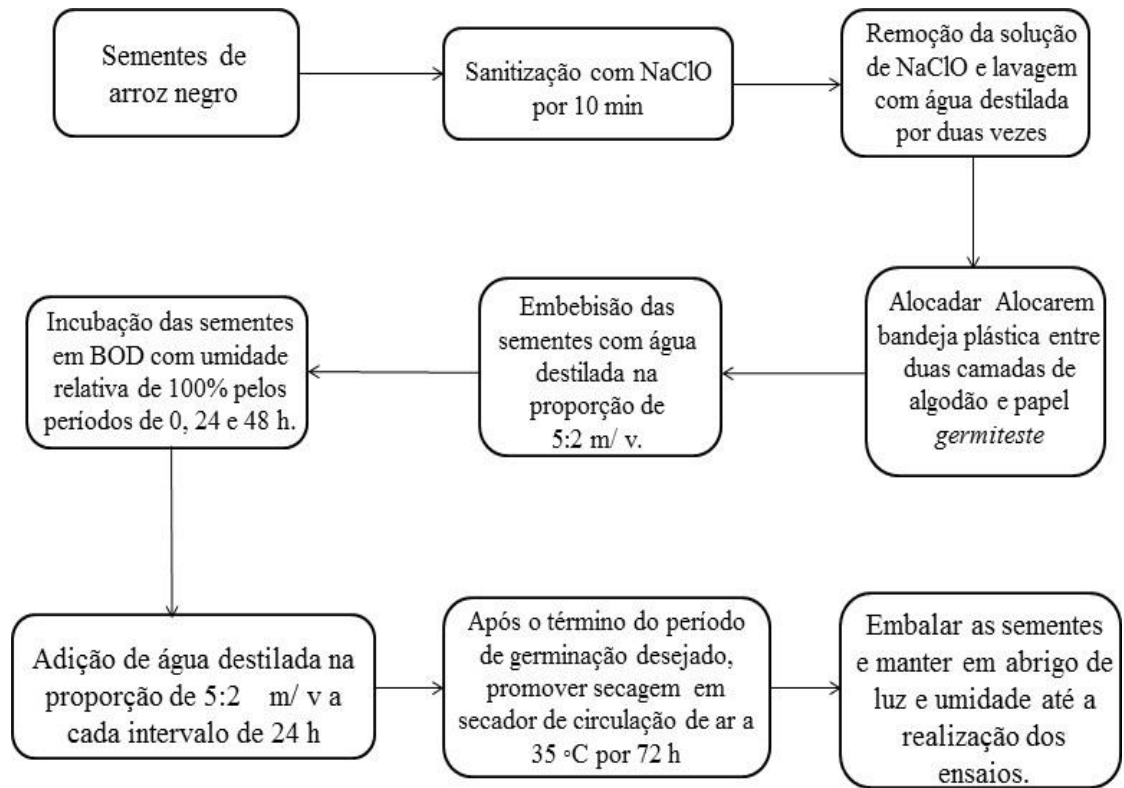 Sementes de
arroz negro
Sanitização com NaClO
por 10 min
Remoção da solução
de NaClO e lavagem
com água destilada
por duas vezes
Alocadar Alocarem
bandeja plástica entre
duas camadas de
algodão e papel
germiteste
Embebisão das
sementes com água
destilada na
proporção de
5:2 m/ v.
Incubação das sementes
em BOD com umidade
relativa de 100% pelos
períodos de 0, 24 e 48 h.
Adição de água destilada na
proporção de 5:2 m/ v a
cada intervalo de 24 h
Após o término do período
de germinação desejado,
promover secagem em
secador de circulação de ar a
35 °C por 72 h
Embalar as sementes
e manter em abrigo de
luz e umidade até a
realização dos
ensaios.